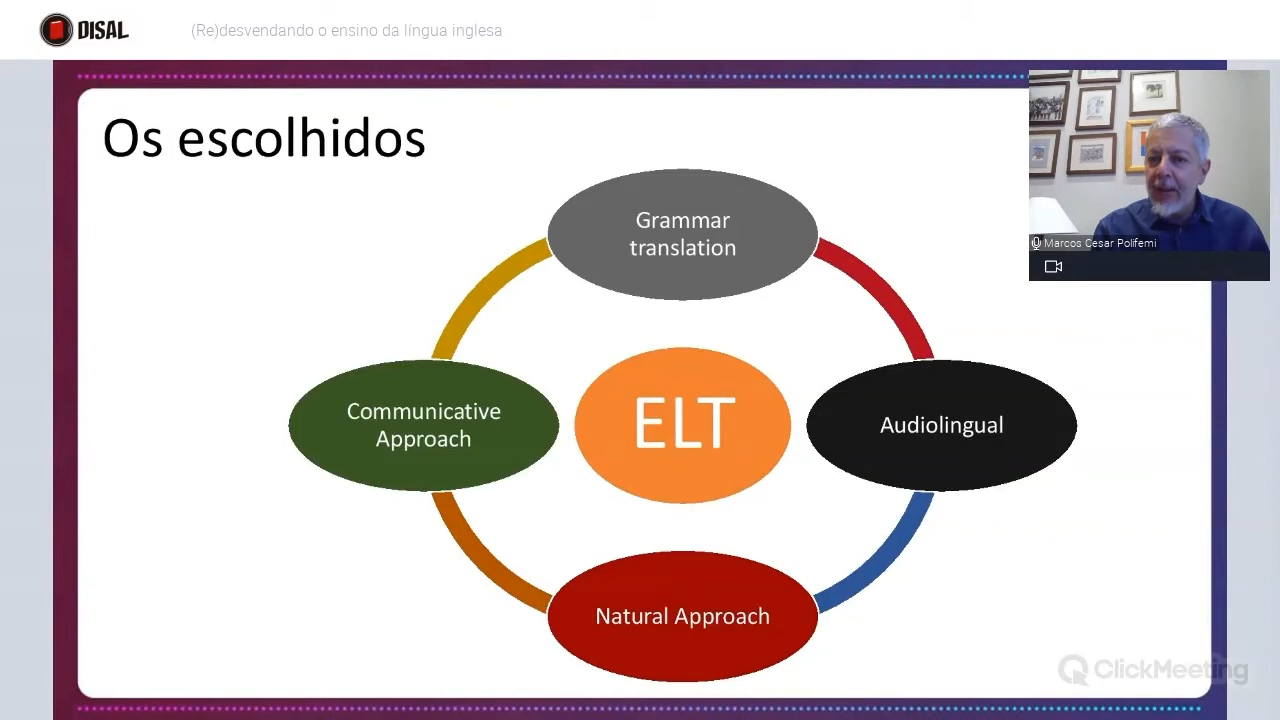 DISAL
(Re)desvendando o ensino da língua inglesa
Os escolhidos
Grammar
translation
Marcos Cesar Polifemi
Communicative
Approach
ELT
Audiolingual
Natural Approach
ClickMeeting